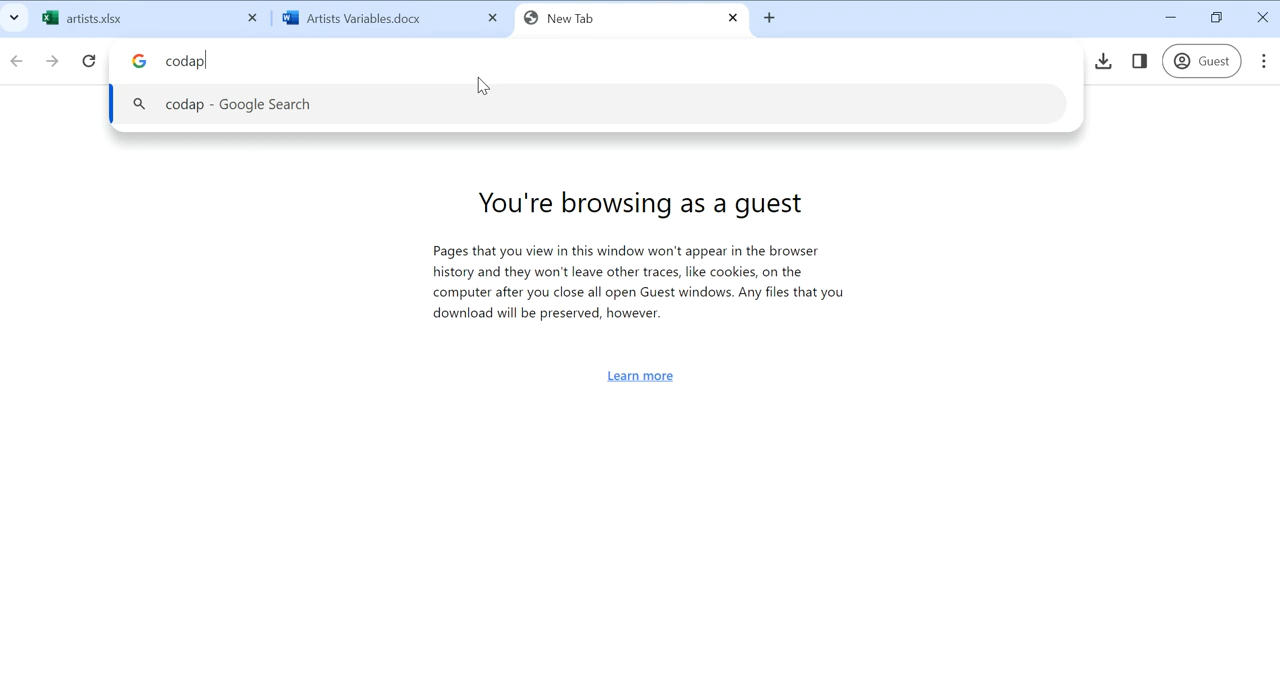 artists.xlsx
Artists Variables.docx
New Tab
codap
Guest
codap - Google Search
You're browsing as a guest
Pages that you view in this window won't appear in the browser
history and they won't leave other traces, like cookies, on the
computer after you close all open Guest windows. Any files that you
download will be preserved, however.
Learn more